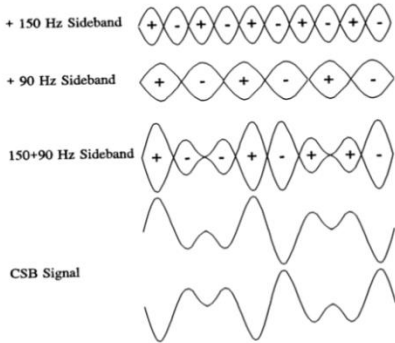 + 150 Hz Sideband
+ - + - + - + - + -
+ 90 Hz Sideband
+ - + - + -
150+90 Hz Sideband
+ - - + - + + -
CSB Signal